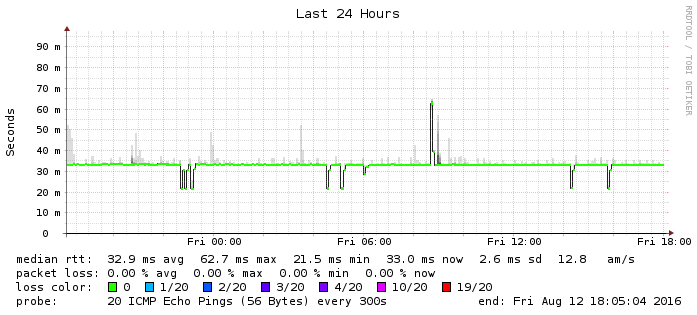 Last 24 Hours
RRDTOOL / TOBI OETIKER
Seconds
90 m
80 m
70 m
60 m
50 m
40 m
30 m
20 m
10 m
0
Fri 00:00 Fri 06:00 Fri 12:00 Fri 18:00
median rtt: 32.9 ms avg 62.7 ms max 21.5 ms min 33.0 ms now 2.6 ms sd 12.8 am/s
packet loss: 0.00 % avg 0.00 % max 0.00 % min 0.00 % now
loss color: 0 1/20 2/20 3/20 4/20 10/20 19/20
probe: 20 ICMP Echo Pings (56 Bytes) every 300s end: Fri Aug 12 18:05:04 2016